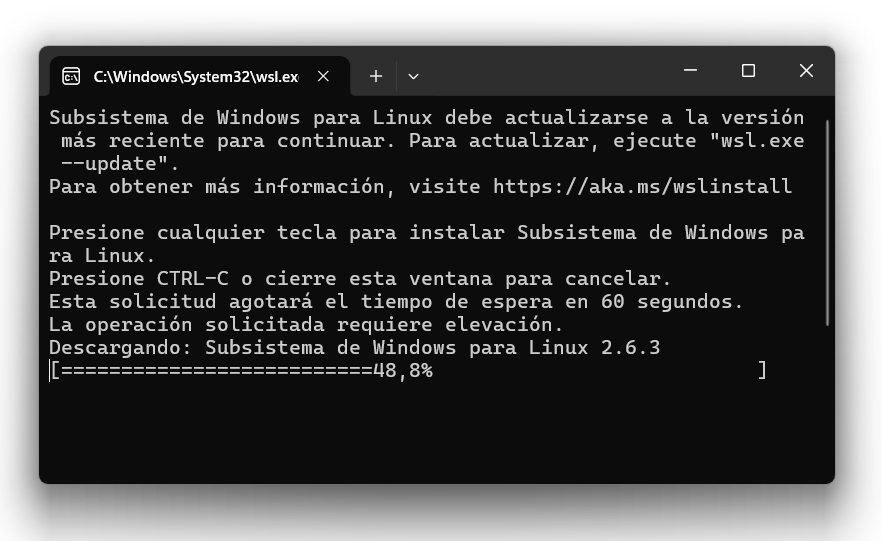 C:\Windows\System32\wsl.ex
Subsistema de Windows para Linux debe actualizarse a la versión
más reciente para continuar. Para actualizar, ejecute "wsl.exe
--update".
Para obtener más información, visite https://aka.ms/wslinstall
Presione cualquier tecla para instalar Subsistema de Windows pa
ra Linux.
Presione CTRL-C o cierre esta ventana para cancelar.
Esta solicitud agotará el tiempo de espera en 60 segundos.
La operación solicitada requiere elevación.
Descargando: Subsistema de Windows para Linux 2.6.3
[==========================48,8%                           ]